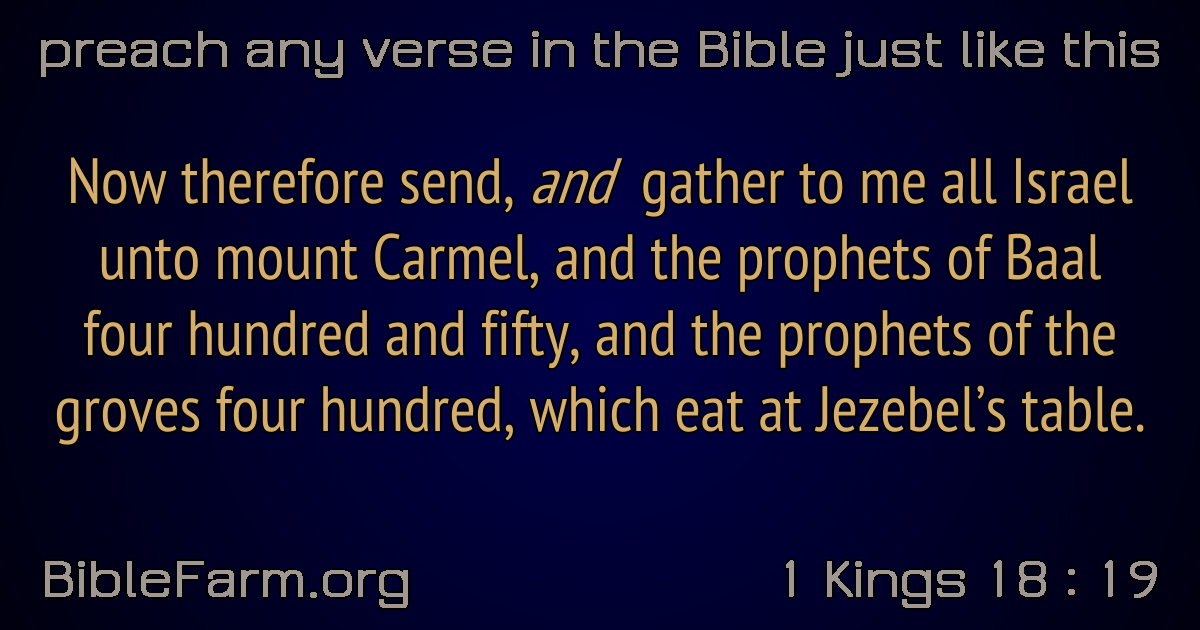 preach any verse in the Bible just like this
Now therefore send, and gather to me all Israel
unto mount Carmel, and the prophets of Baal
four hundred and fifty, and the prophets of the
groves four hundred, which eat at Jezebel’s table.
BibleFarm.org
1 Kings 18 : 19